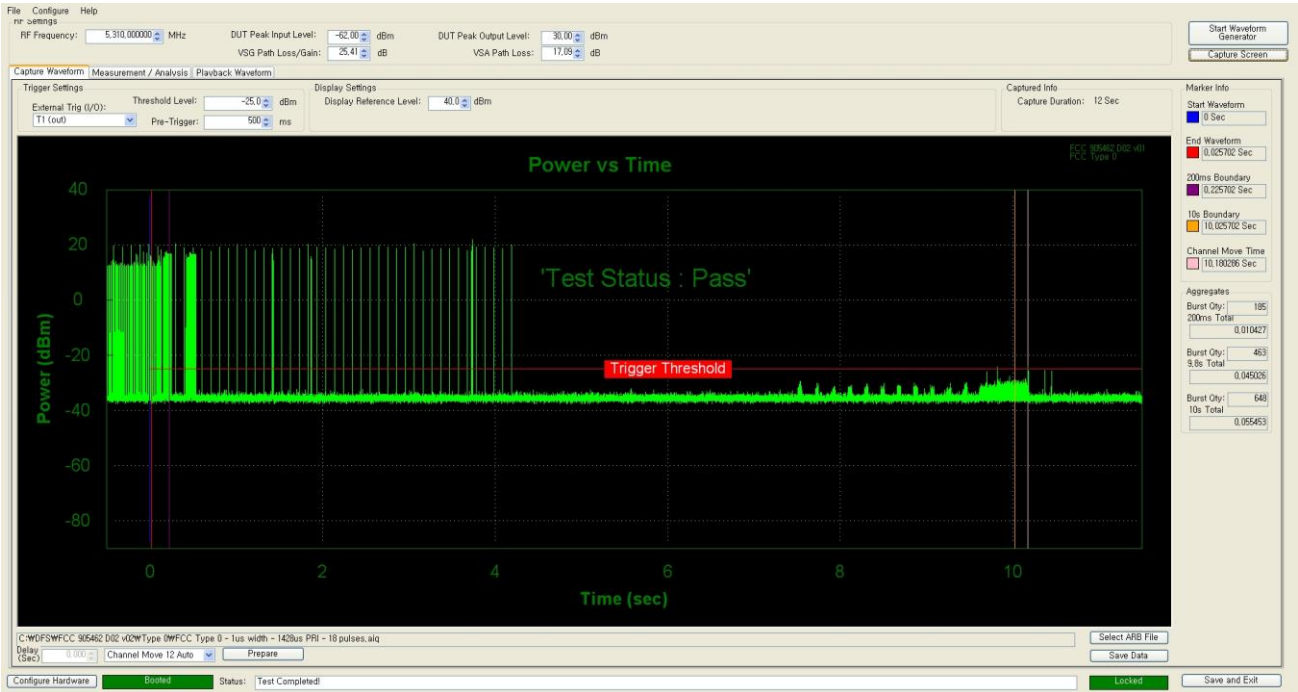 File Configure Help
RF Settings
RF Frequency: 5,310,000000 MHz DUT Peak Input Level: -62,00 dBm DUT Peak Output Level: 30,00 dBm
VSG Path Loss/Gain: 25,41 dB VSA Path Loss: 17,09 dB
Start Waveform Generator
Capture Screen
Capture Waveform Measurement / Analysis Playback Waveform
Trigger Settings
External Trig (I/O): T1 (out)
Threshold Level: -25,0 dBm
Pre-Trigger: 500 ms
Display Settings
Display Reference Level: 40,0 dBm
Captured Info
Capture Duration: 12 Sec
Power vs Time
FCC 905462 D02 v01
FCC Type 0
'Test Status : Pass'
Trigger Threshold
Power (dBm)
40
20
0
-20
-40
-60
-80
0 2 4 6 8 10
Time (sec)
Marker Info
Start Waveform
0 Sec
End Waveform
0,025702 Sec
200ms Boundary
0,225702 Sec
10s Boundary
10,025702 Sec
Channel Move Time
10,180286 Sec
Aggregates
Burst Qty: 185
200ms Total
0,010427
Burst Qty: 463
9,8s Total
0,045026
Burst Qty: 648
10s Total
0,055453
C:₩DFS₩FCC 905462 D02 v02₩Type 0₩FCC Type 0 - 1us width - 1428us PRI - 18 pulses,aiq
Select ARB File
Delay (Sec) 0,000 Channel Move 12 Auto Prepare
Save Data
Configure Hardware Booted Status: Test Completed! Locked Save and Exit